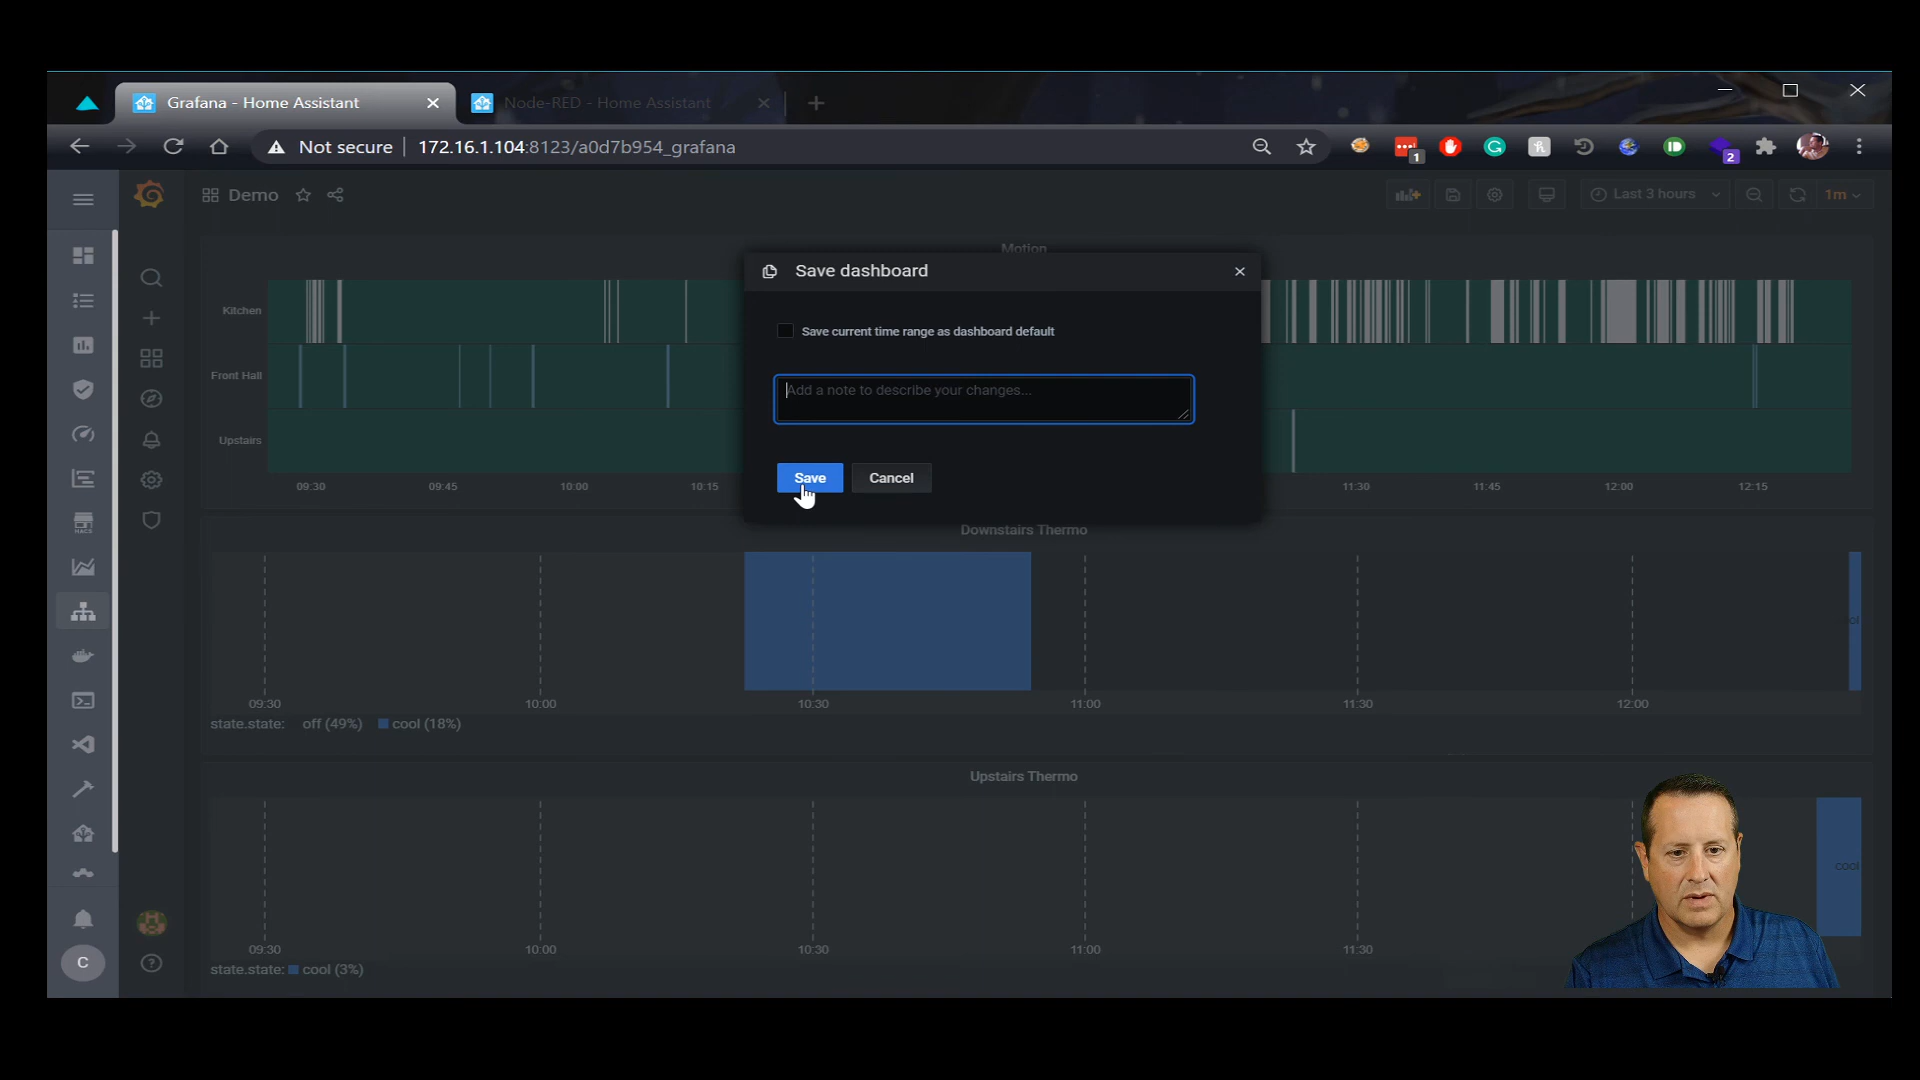 Grafana - Home Assistant
Node-RED - Home Assistant
Not secure
172.16.1.104:8123/a0d7b954_grafana
1
2
Demo
Last 3 hours
1m
Motion
Save dashboard
Save current time range as dashboard default
Add a note to describe your changes...
Save
Cancel
Kitchen
Front Hall
Upstairs
09:30
09:45
10:00
10:15
11:30
11:45
12:00
12:15
HACS
Downstairs Thermo
09:30
10:00
10:30
11:00
11:30
12:00
state.state: off (49%) cool (18%)
Upstairs Thermo
cool
09:30
10:00
10:30
11:00
11:30
state.state: cool (3%)
C